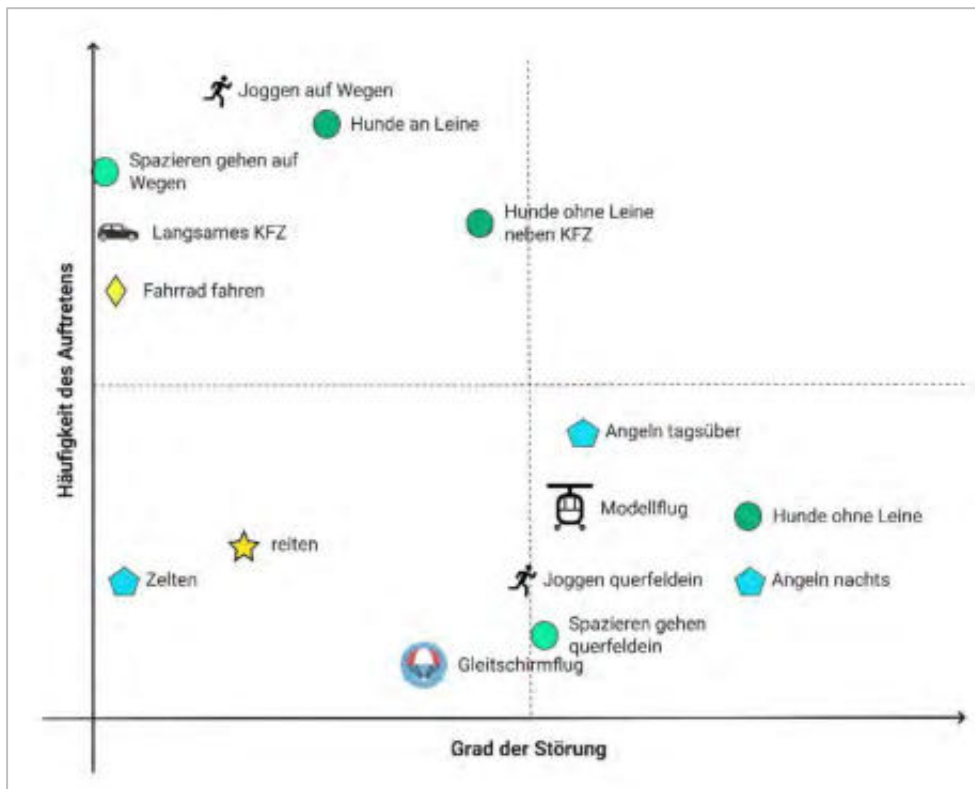 Joggen auf Wegen
Hunde an Leine
Spazieren gehen auf
Wegen
Hunde ohne Leine
neben KFZ
Langsames KFZ
Fahrrad fahren
Häufigkeit des Auftretens
Angeln tagsüber
Modellflug
Hunde ohne Leine
reiten
Zelten
Joggen querfeldein
Angeln nachts
Spazieren gehen
querfeldein
Gleitschirmflug
Grad der Störung